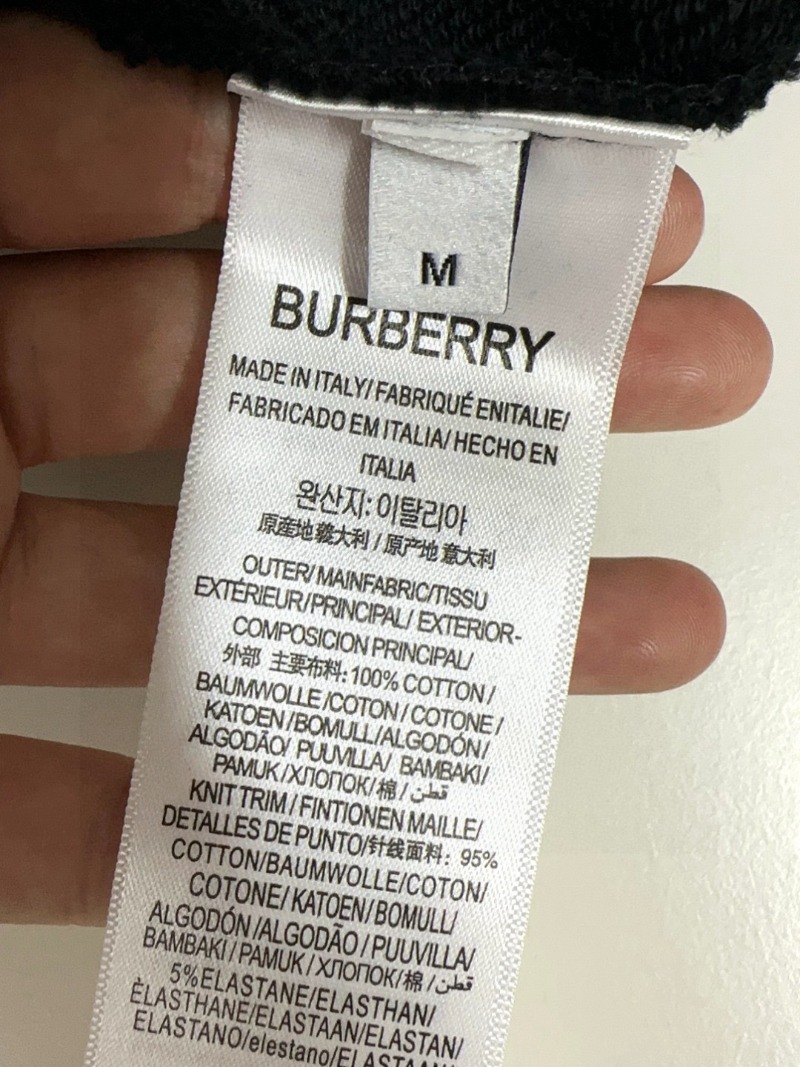 M
BURBERRY
MADE IN ITALY/ FABRIQUÉ ENITALIE/
FABRICADO EM ITALIA/ HECHO EN
ITALIA
완산지: 이탈리아
原産地義大利 / 原产地 意大利
OUTER/ MAINFABRIC/TISSU
EXTÉRIEUR/PRINCIPAL/ EXTERIOR-
COMPOSICION PRINCIPAL/
外部 主要布料:100% COTTON /
BAUMWOLLE /COTON / COTONE /
KATOEN /BOMULL/ALGODÓN/
ALGODÃO/ PUUVILLA/ BAMBAKI/
PAMUK /ХЛОПОК/棉 / قطن
KNIT TRIM / FINTIONEN MAILLE/
DETALLES DE PUNTO/针线面料: 95%
COTTON/BAUMWOLLE/COTON/
COTONE/ KATOEN/BOMULL/
ALGODÓN /ALGODÃO / PUUVILLA/
BAMBAKI / PAMUK / ХЛОПОК/棉 / قطن
5%ELASTANE/ELASTHAN/
ÉLASTHANE/ELASTAAN/ELASTAN/
ELASTANO/elestano/ELASTAAN/